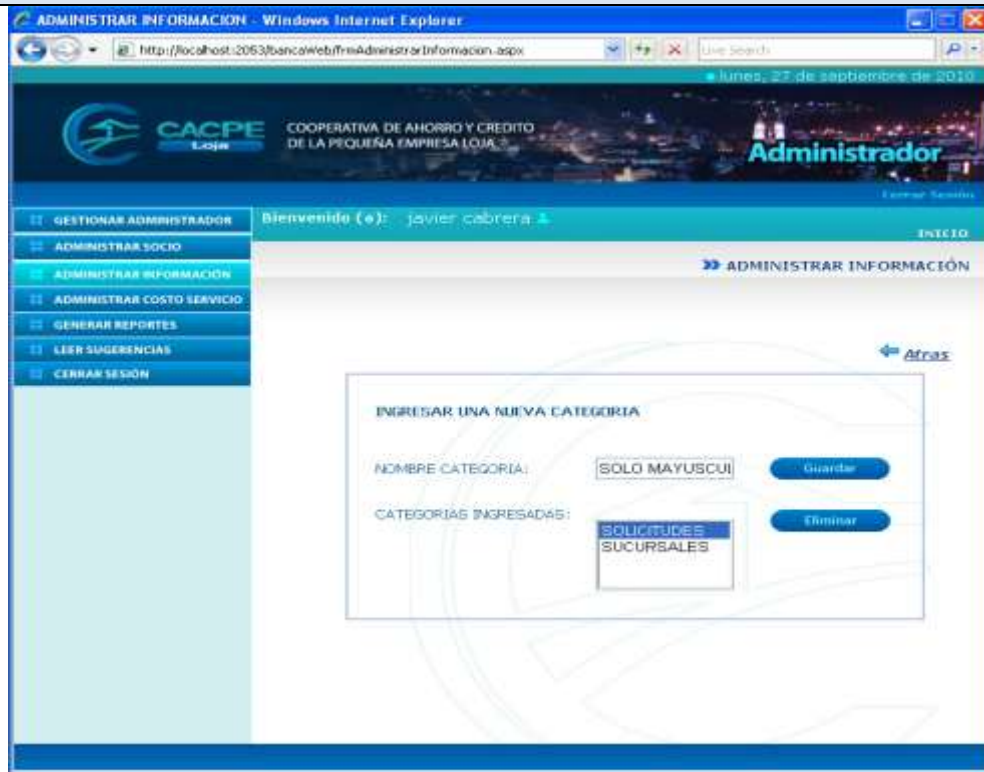 ADMINISTRAR INFORMACION - Windows Internet Explorer
http://localhost:2053/bancaWeb/frmAdministrarInformacion.aspx
Live Search
lunes, 27 de septiembre de 2010
CACPE
Loja
COOPERATIVA DE AHORRO Y CREDITO
DE LA PEQUEÑA EMPRESA LOJA
Administrador
Cerrar Sesión
Bienvenido (a): javier cabrera
INICIO
GESTIONAR ADMINISTRADOR
ADMINISTRAR SOCIO
ADMINISTRAR INFORMACIÓN
ADMINISTRAR COSTO SERVICIO
GENERAR REPORTES
LEER SUGERENCIAS
CERRAR SESIÓN
ADMINISTRAR INFORMACIÓN
Atras
INGRESAR UNA NUEVA CATEGORIA
NOMBRE CATEGORIA: SOLO MAYUSCUL Guardar
CATEGORIAS INGRESADAS: Eliminar
SOLICITUDES
SUCURSALES